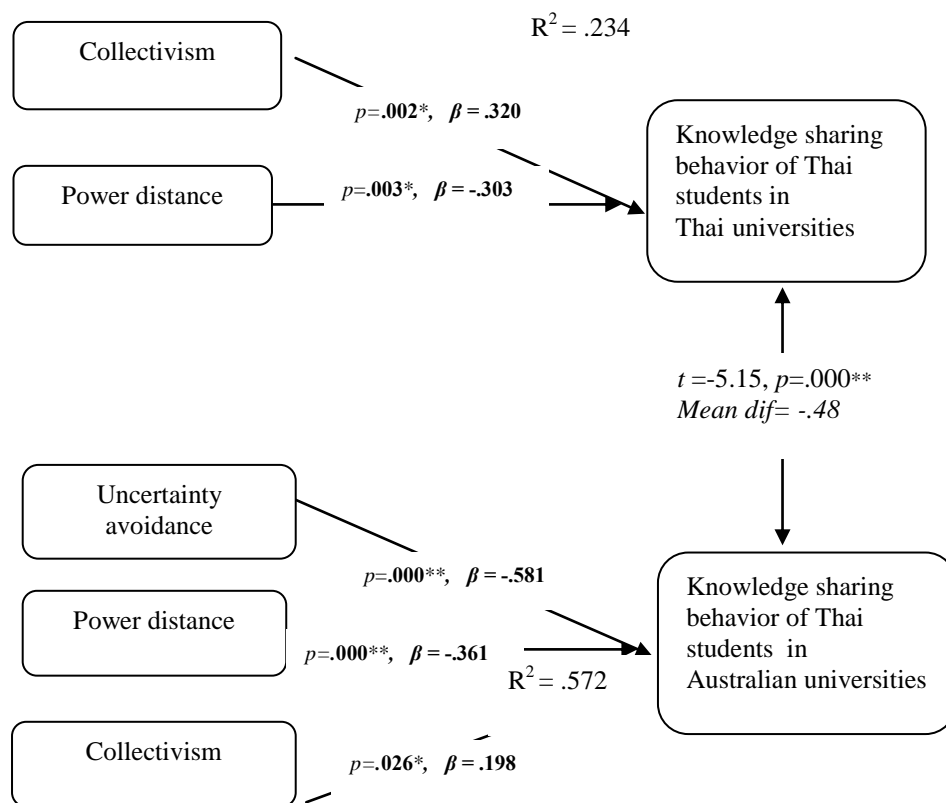 R² = .234
Collectivism
p=.002*, β = .320
Power distance
p=.003*, β = -.303
Knowledge sharing
behavior of Thai
students in
Thai universities
t =-5.15, p=.000**
Mean dif= -.48
Uncertainty
avoidance
p=.000**, β = -.581
Power distance
p=.000**, β = -.361
R² = .572
Knowledge sharing
behavior of Thai
students in
Australian universities
Collectivism
p=.026*, β = .198